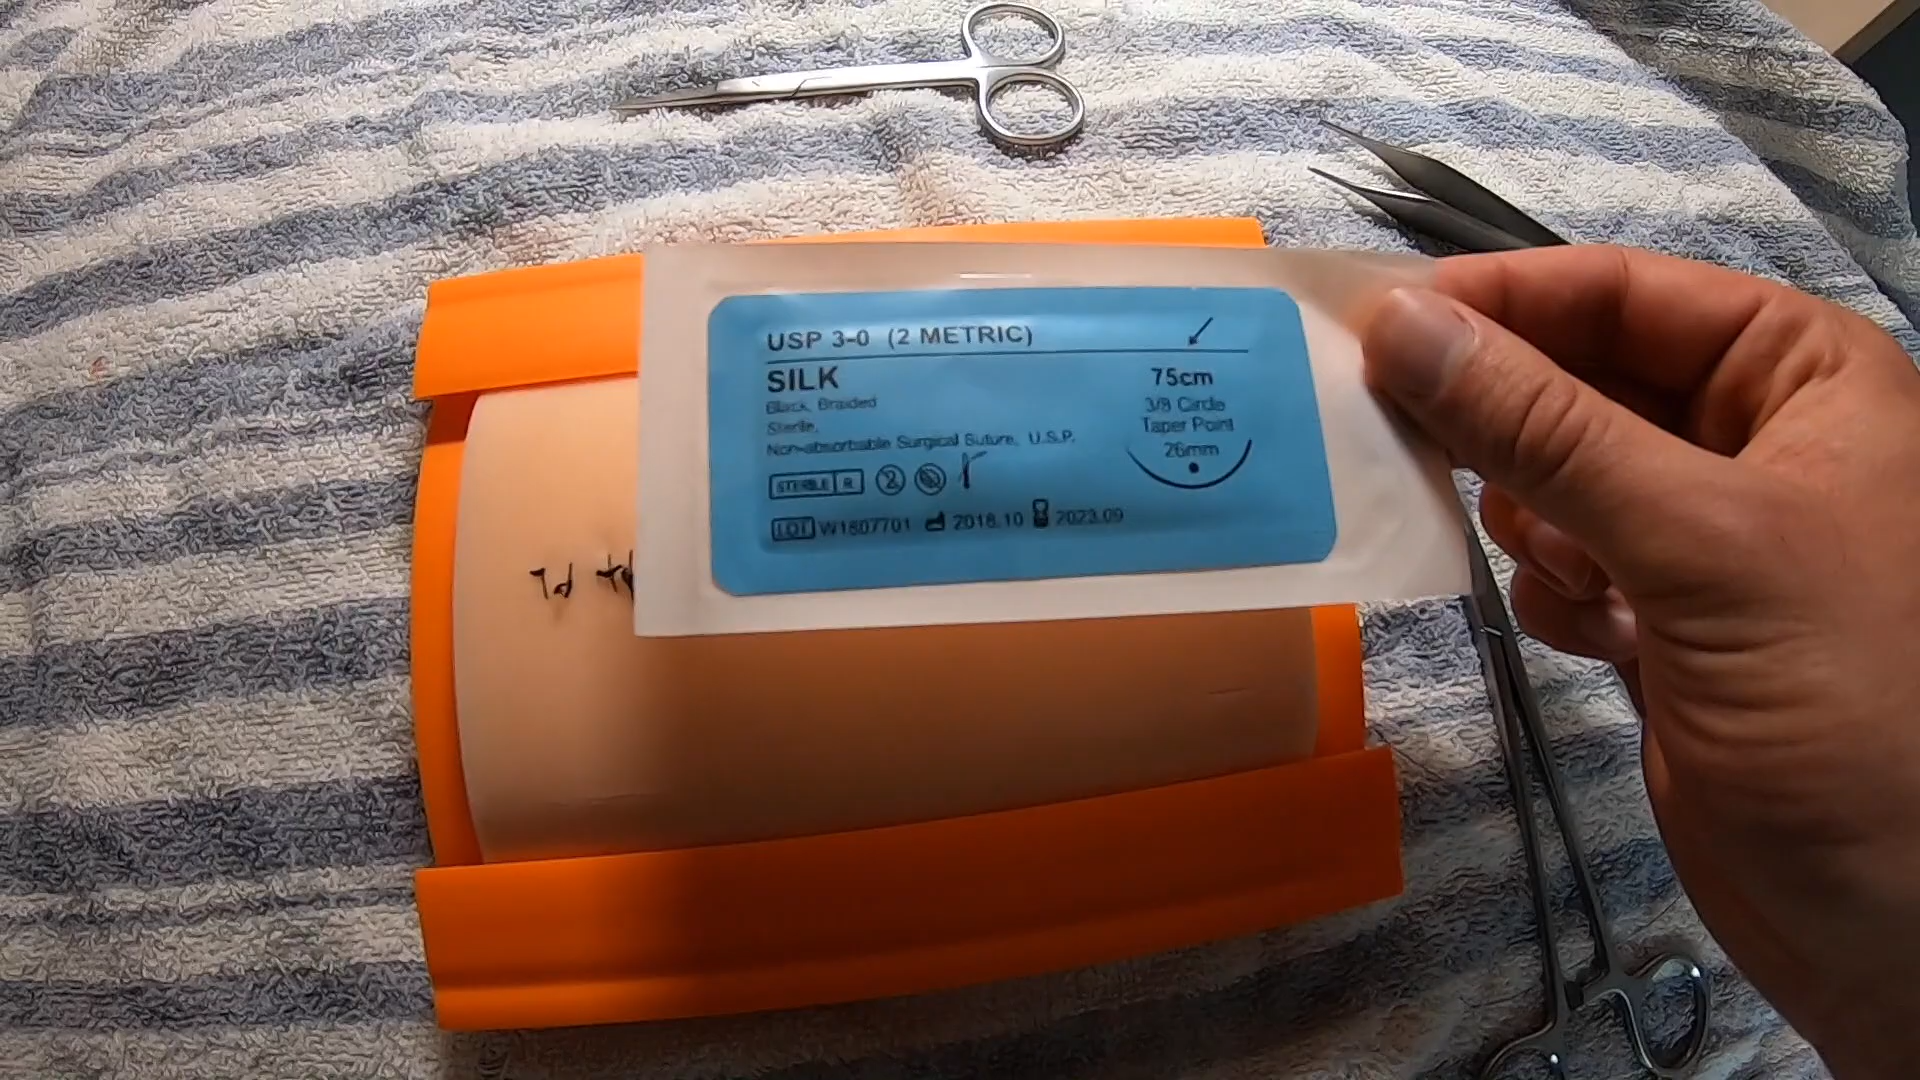 USP 3-0 (2 METRIC)
SILK
Black, Braided
Sterile,
Non-absorbable Surgical Suture, U.S.P.
75cm
3/8 Circle
Taper Point
26mm
STERILE R
2
LOT W1807701 2018.10 2023.09